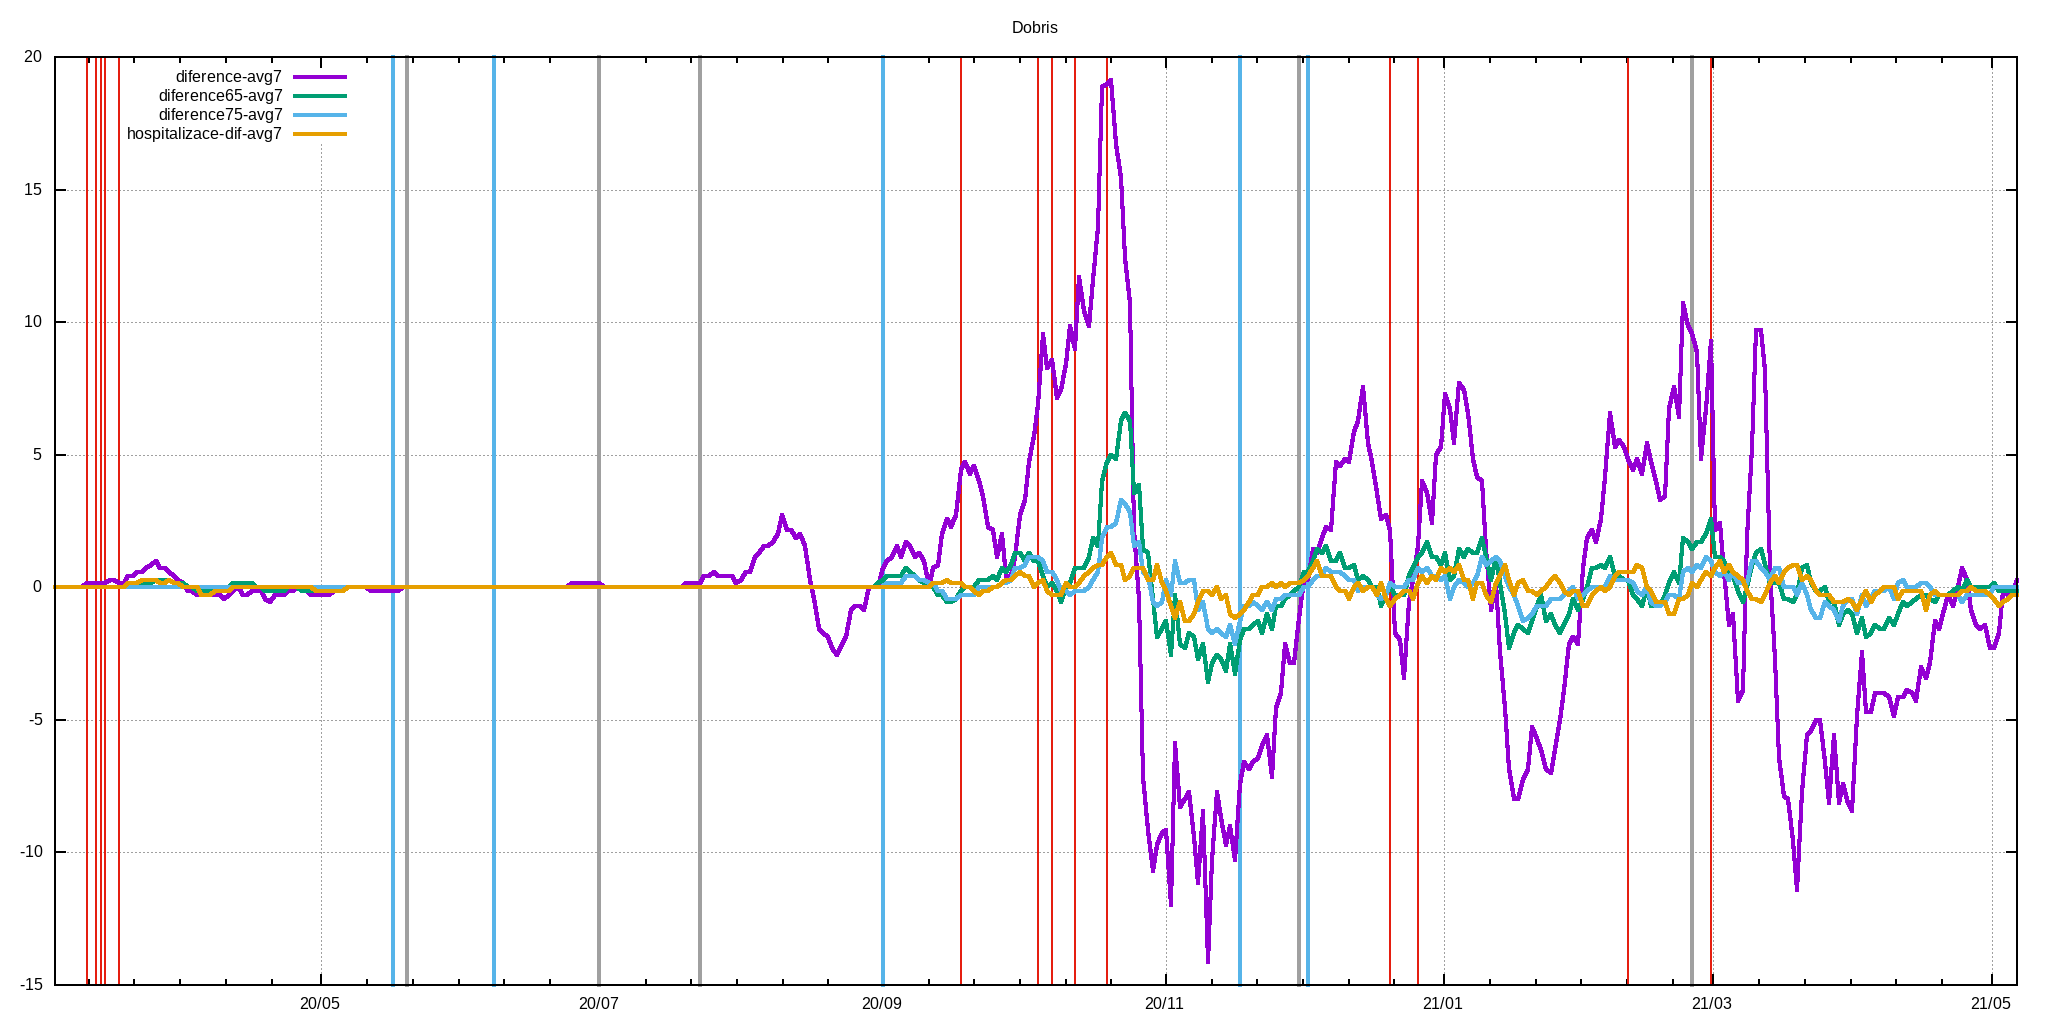 Dobris
diference-avg7
diference65-avg7
diference75-avg7
hospitalizace-dif-avg7
20
15
10
5
0
-5
-10
-15
20/05 20/07 20/09 20/11 21/01 21/03 21/05